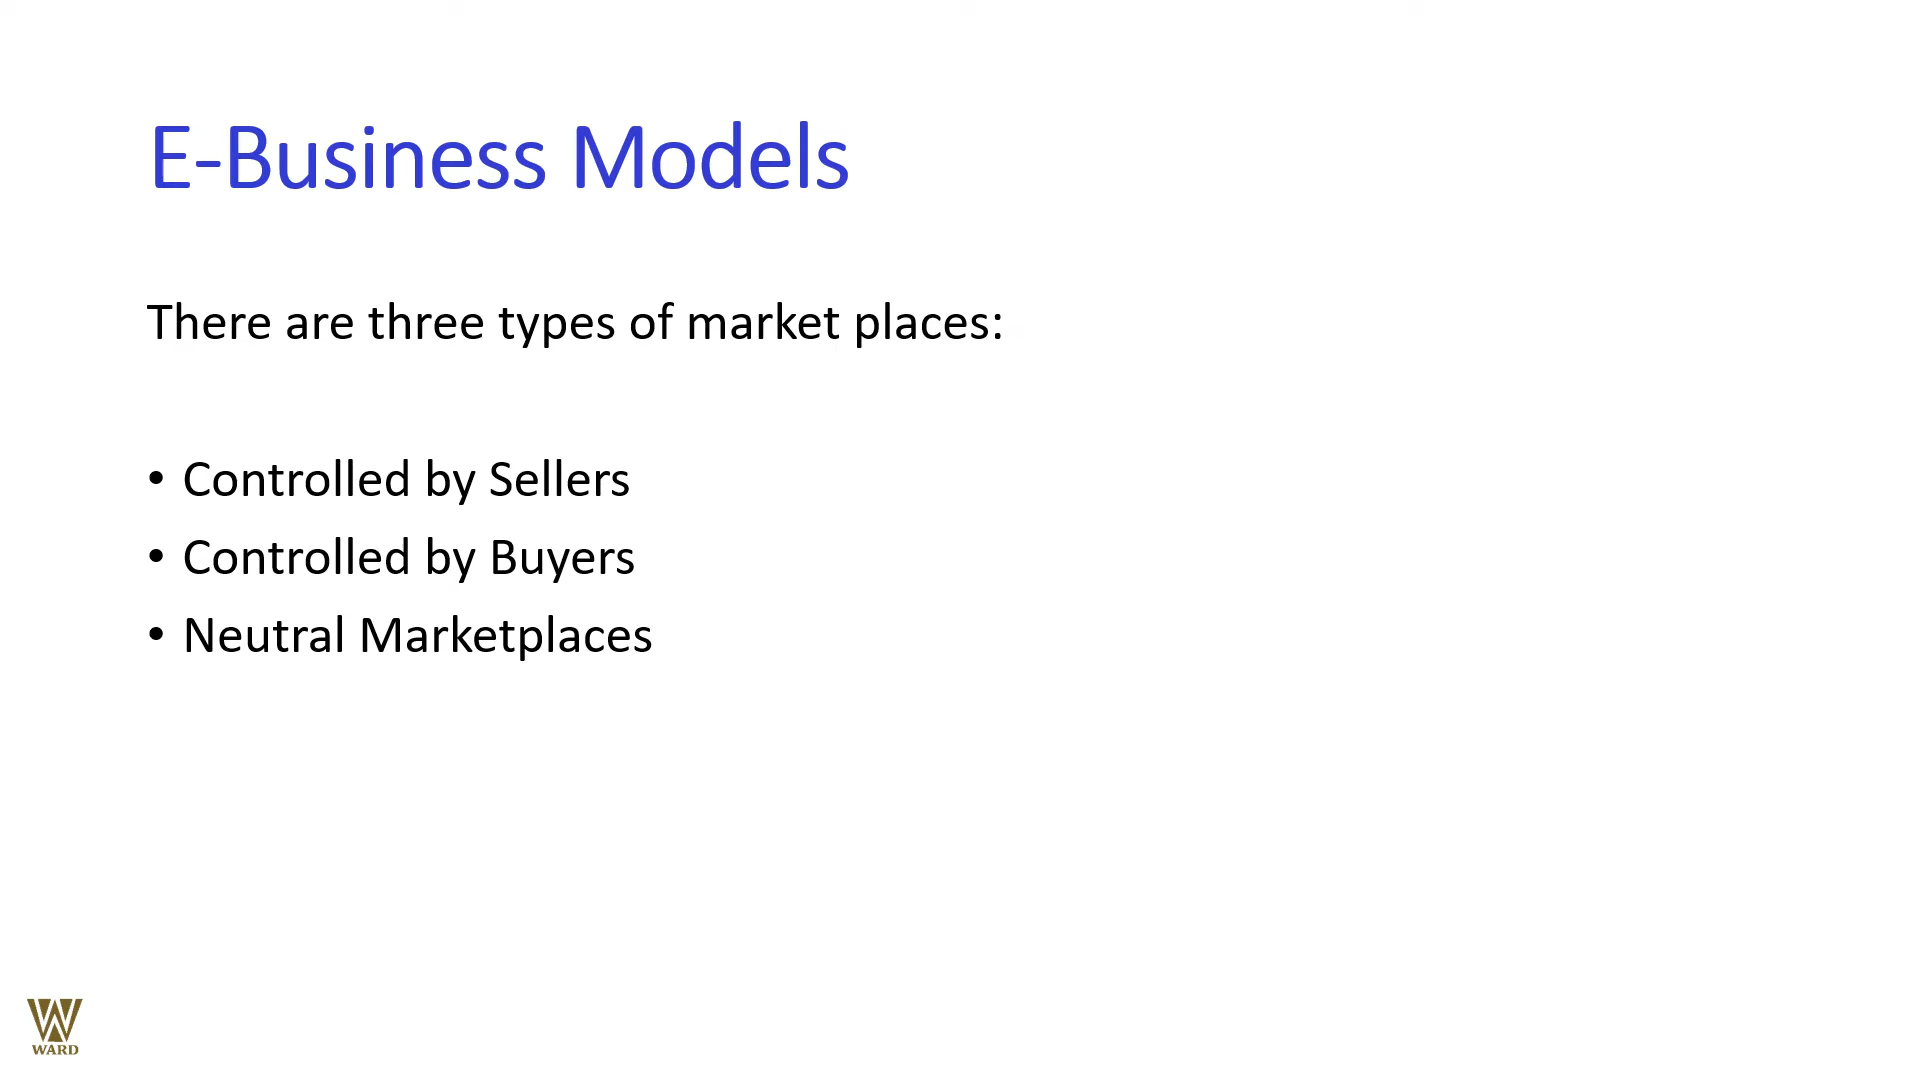 E-Business Models
There are three types of market places:
• Controlled by Sellers
• Controlled by Buyers
• Neutral Marketplaces
WARD